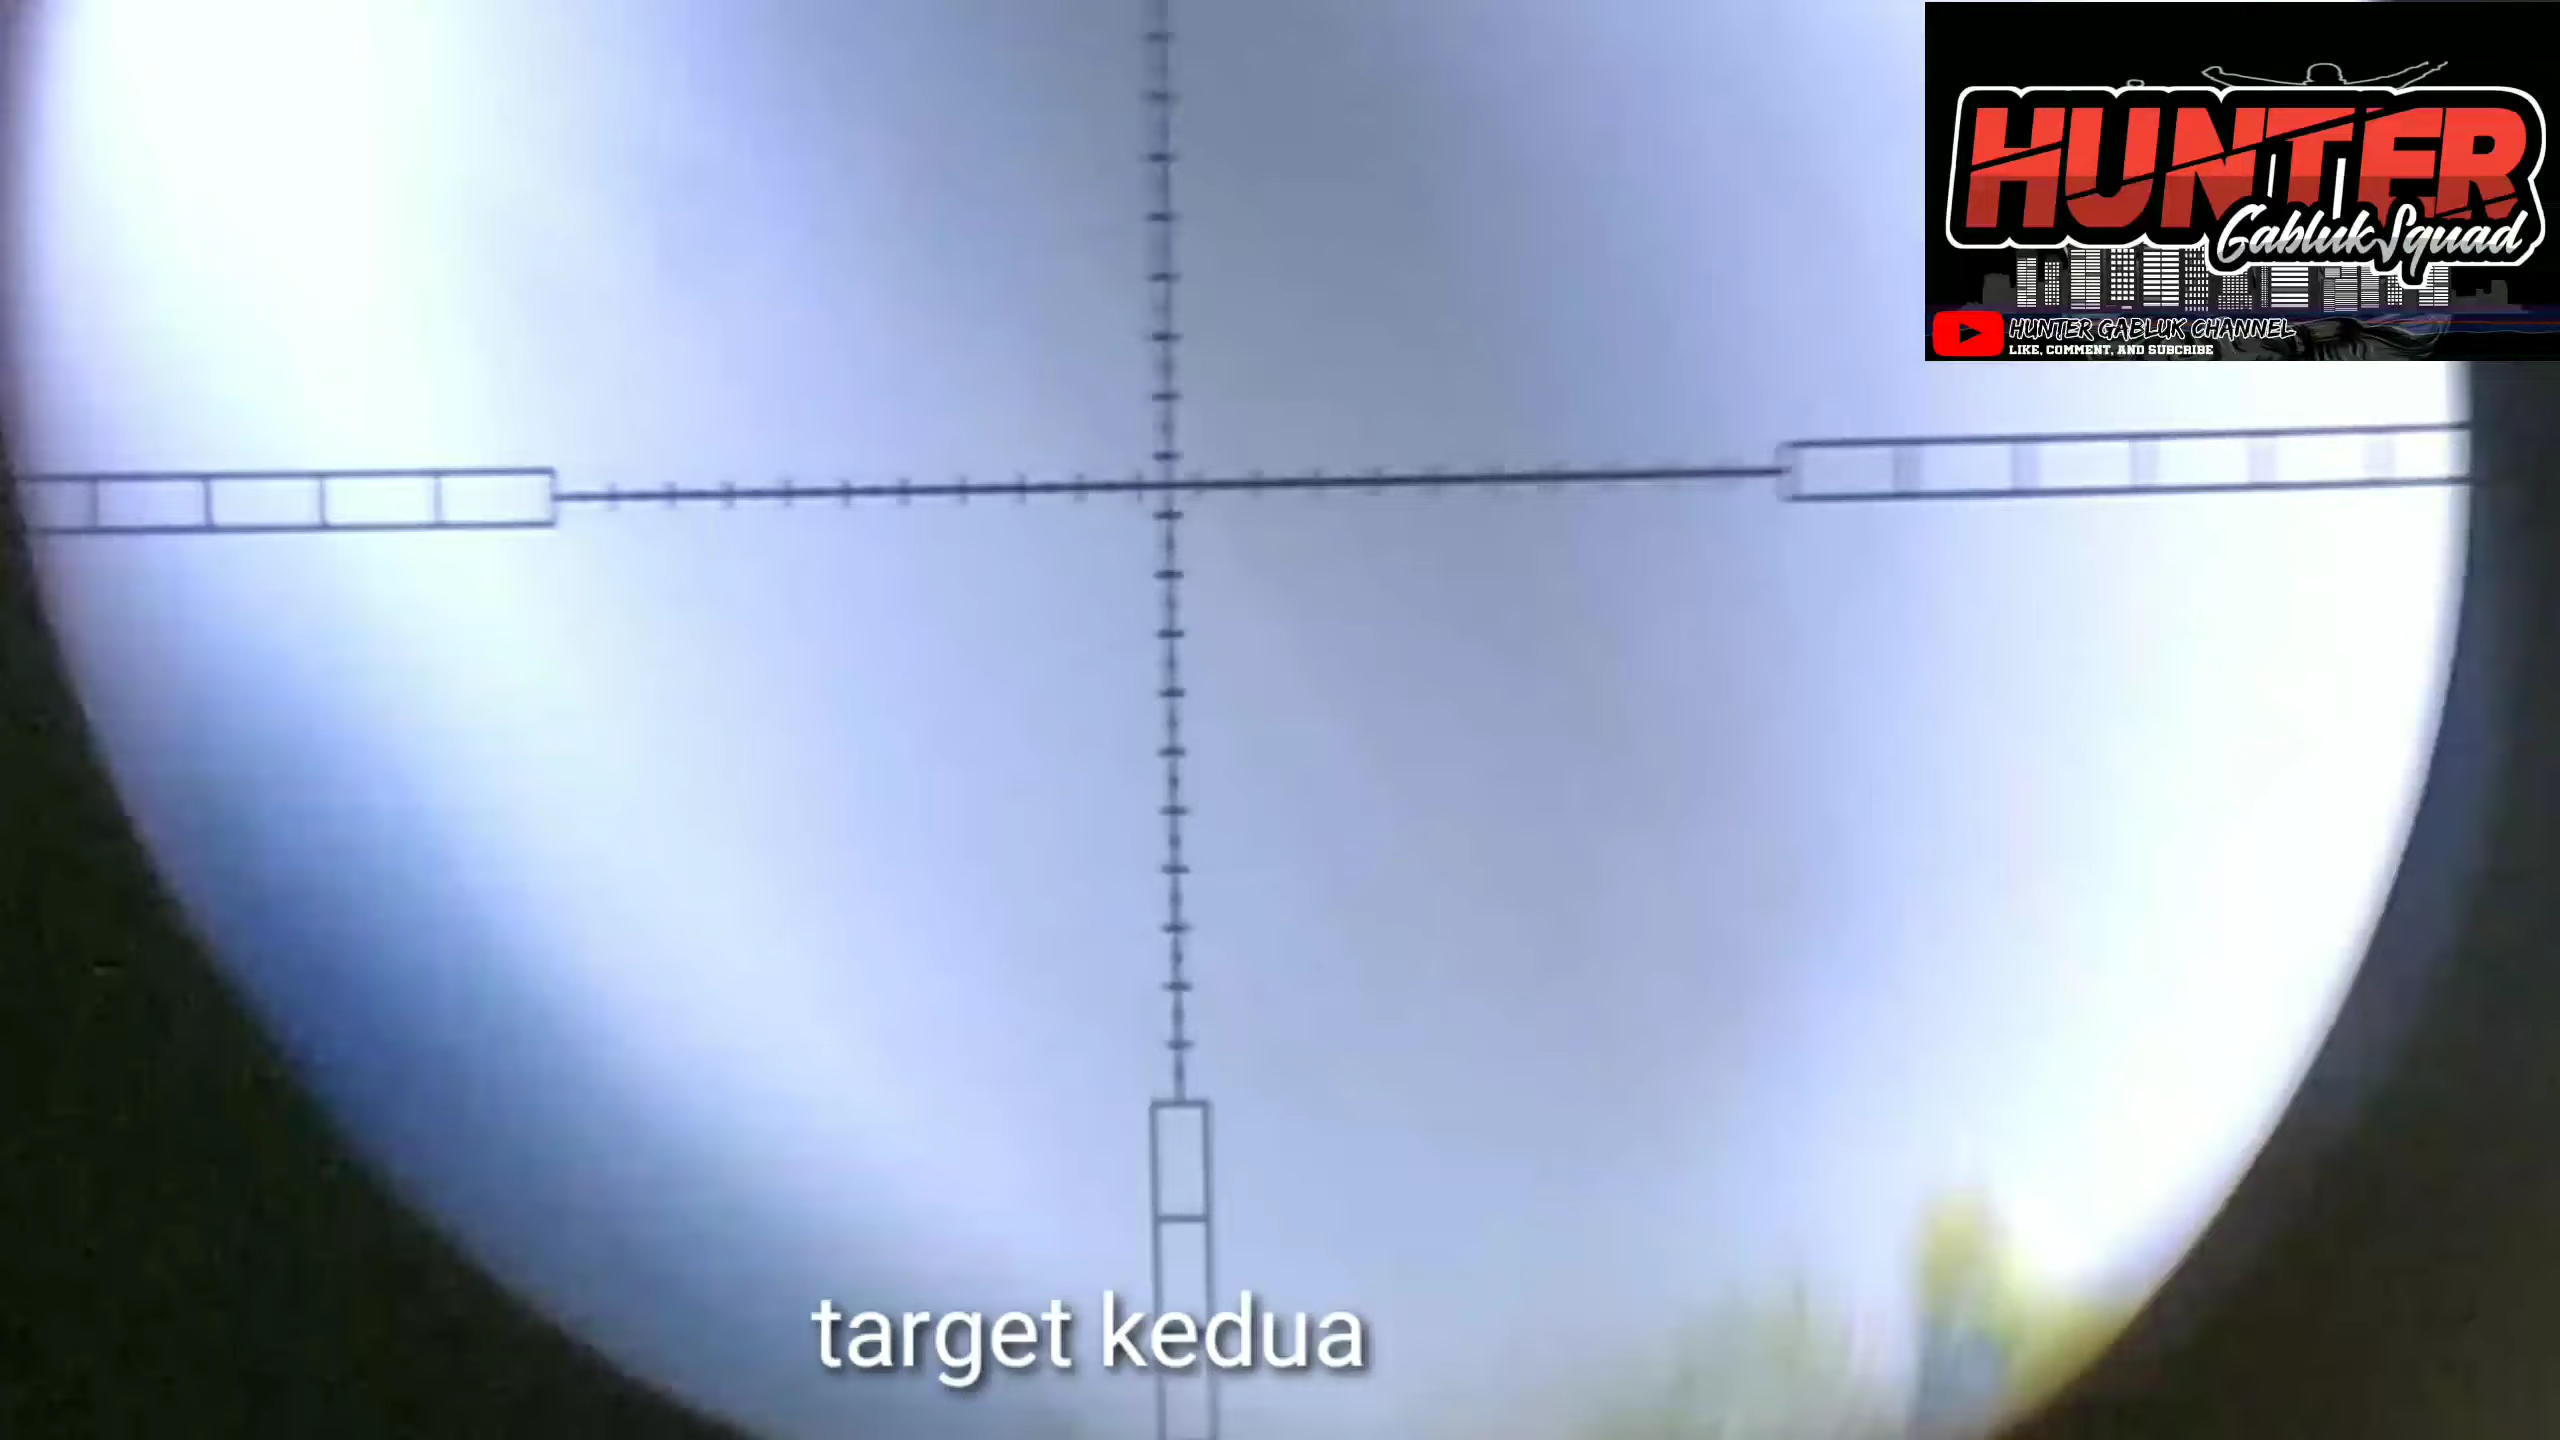 HUNTER
Gabluk Squad
HUNTER GABLUK CHANNEL
LIKE, COMMENT, AND SUBCRIBE
target kedua